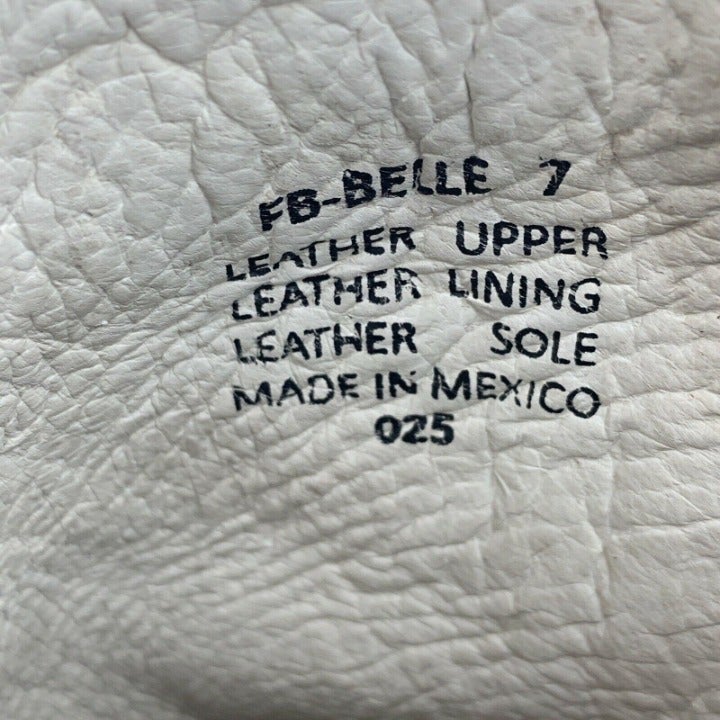 FB-BELLE 7
LEATHER UPPER
LEATHER LINING
LEATHER SOLE
MADE IN MEXICO
025